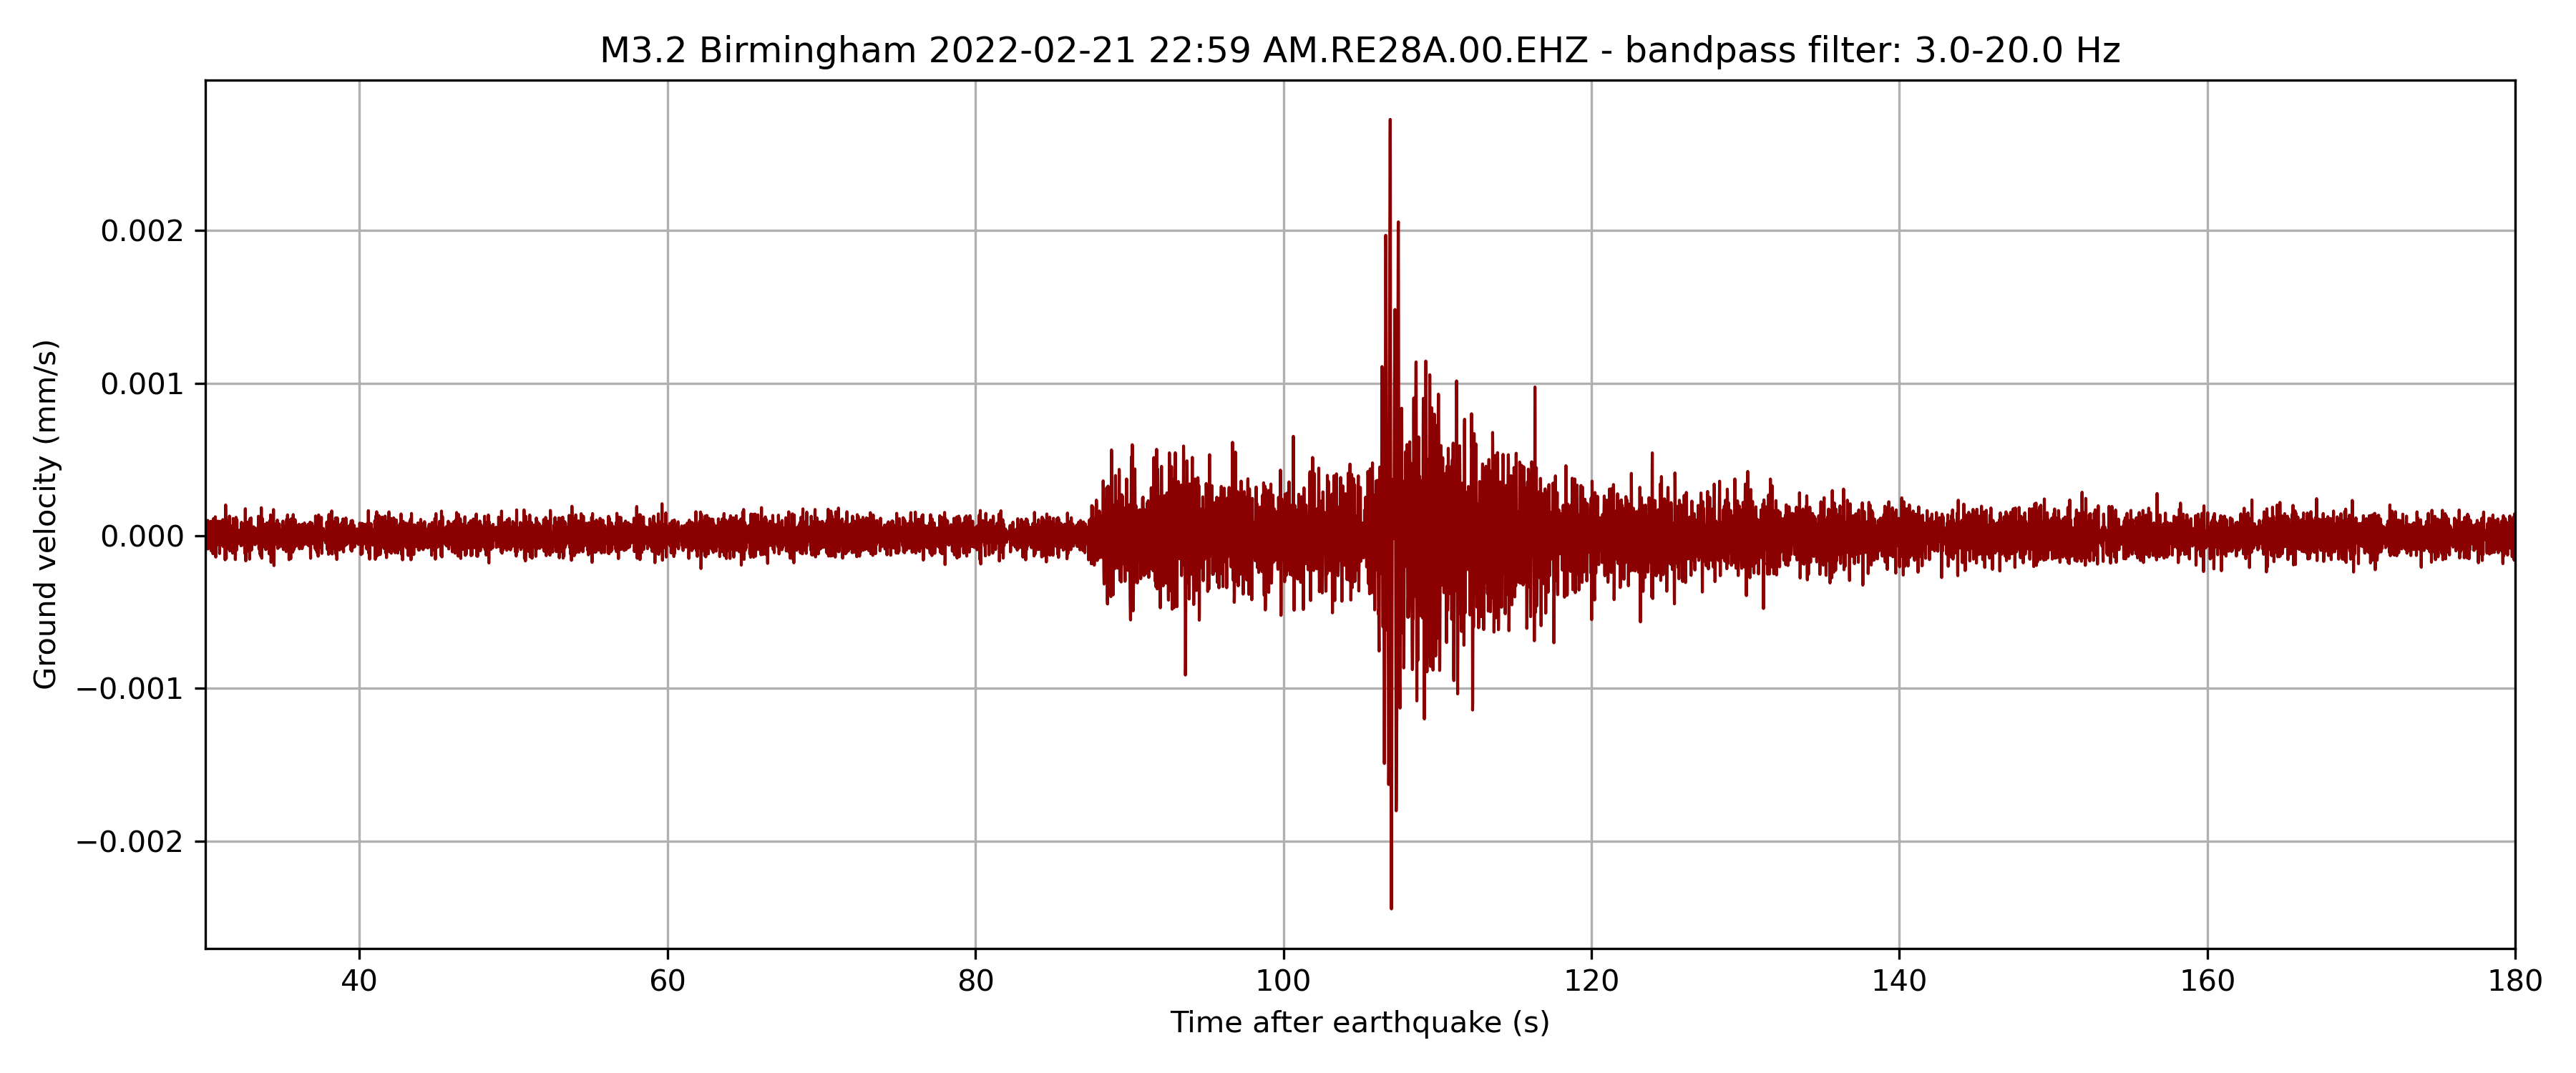 M3.2 Birmingham 2022-02-21 22:59 AM.RE28A.00.EHZ - bandpass filter: 3.0-20.0 Hz
Ground velocity (mm/s)
0.002
0.001
0.000
−0.001
−0.002
40 60 80 100 120 140 160 180
Time after earthquake (s)